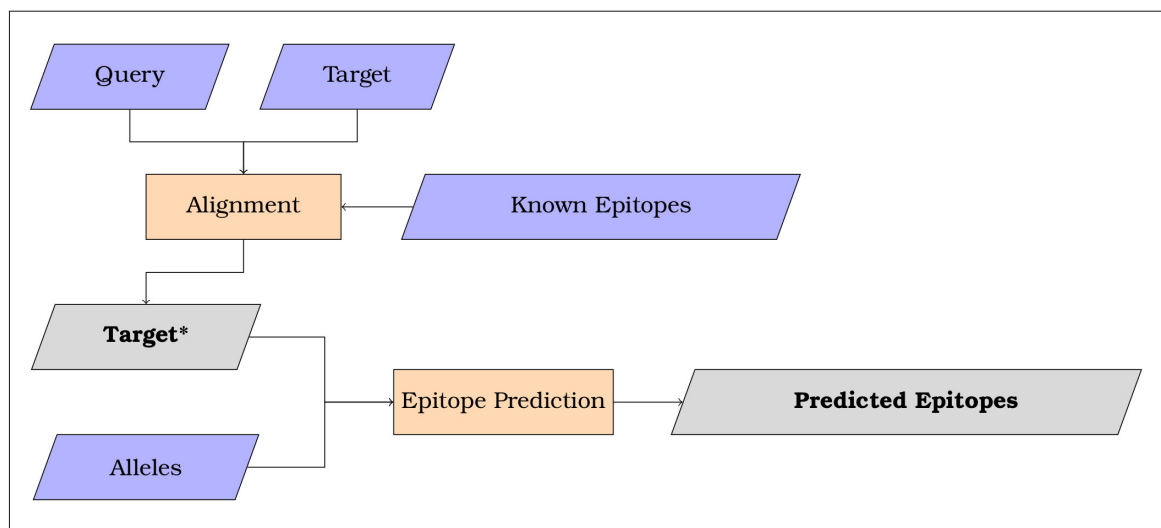 Query
Target
Alignment
Known Epitopes
Target*
Epitope Prediction
Predicted Epitopes
Alleles